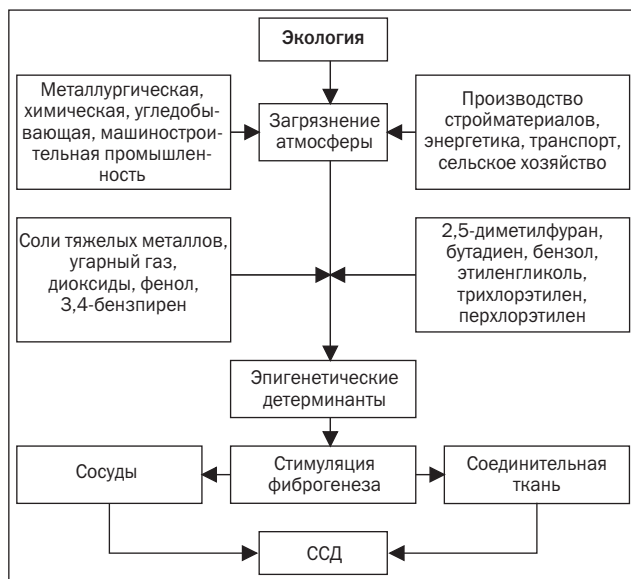 Экология
Металлургическая,
химическая, угледобы-
вающая, машинострои-
тельная промышлен-
ность
Загрязнение
атмосферы
Производство
стройматериалов,
энергетика, транспорт,
сельское хозяйство
Соли тяжелых металлов,
угарный газ,
диоксиды, фенол,
3,4-бензпирен
2,5-диметилфуран,
бутадиен, бензол,
этиленгликоль,
трихлорэтилен,
перхлорэтилен
Эпигенетические
детерминанты
Сосуды
Стимуляция
фиброгенеза
Соединительная
ткань
ССД